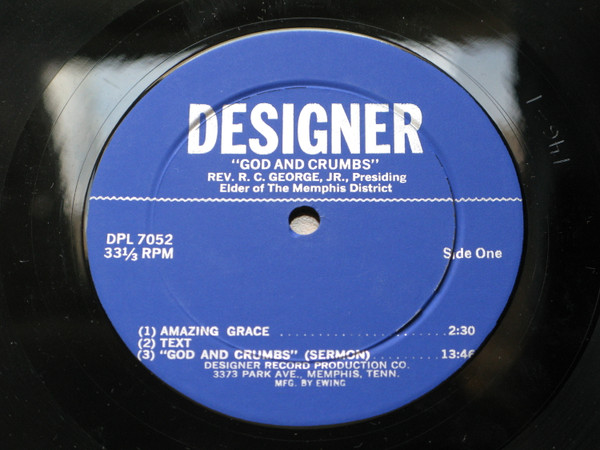 DESIGNER
"GOD AND CRUMBS"
REV. R. C. GEORGE, JR., Presiding
Elder of The Memphis District
DPL 7052
33⅓ RPM
Side One
(1) AMAZING GRACE . . . . . . . . . . . . . . . . . . . . . . 2:30
(2) TEXT
(3) "GOD AND CRUMBS" (SERMON) . . . . . . . . . 13:46
DESIGNER RECORD PRODUCTION CO.
3373 PARK AVE., MEMPHIS, TENN.
MFG. BY EWING